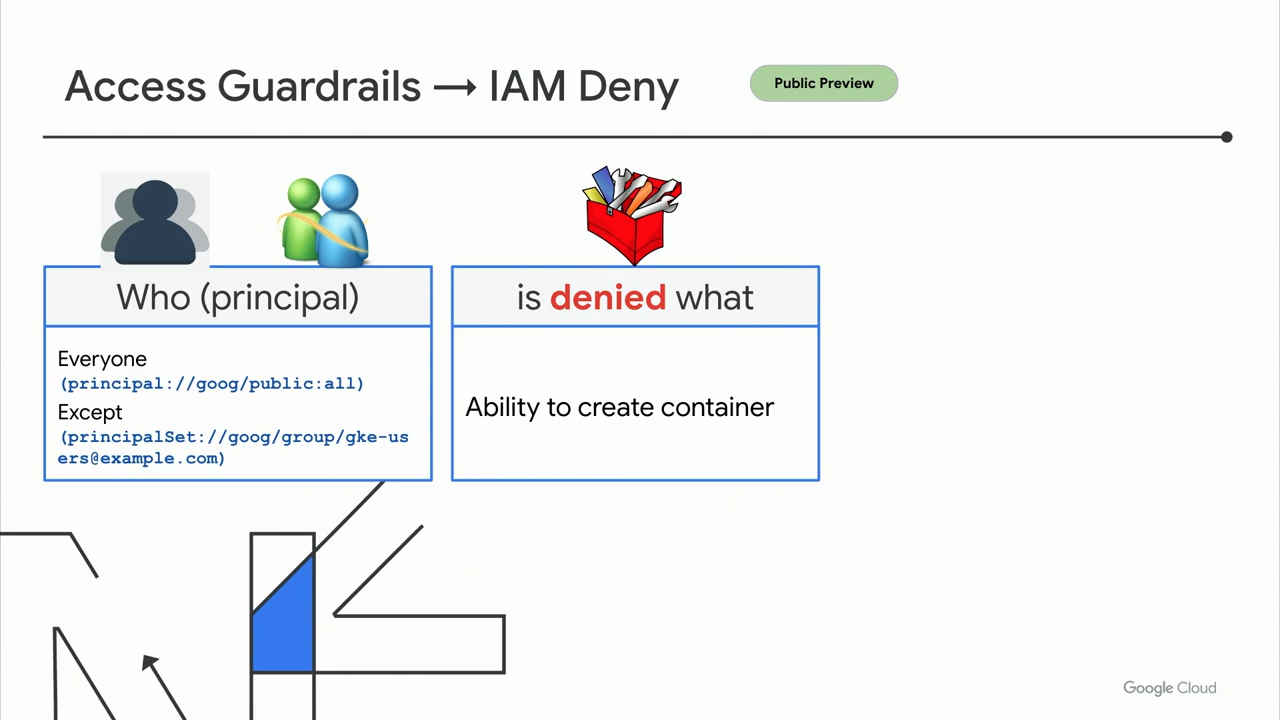 Access Guardrails → IAM Deny
Public Preview
Who (principal)
Everyone
(principal://goog/public:all)
Except
(principalSet://goog/group/gke-us
ers@example.com)
is denied what
Ability to create container
Google Cloud